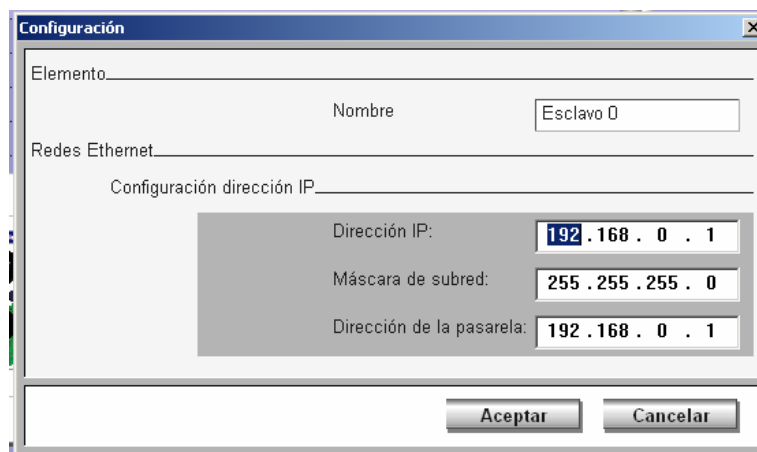 Configuración
Elemento
Nombre Esclavo 0
Redes Ethernet
Configuración dirección IP
Dirección IP: 192 . 168 . 0 . 1
Máscara de subred: 255 . 255 . 255 . 0
Dirección de la pasarela: 192 . 168 . 0 . 1
Aceptar Cancelar